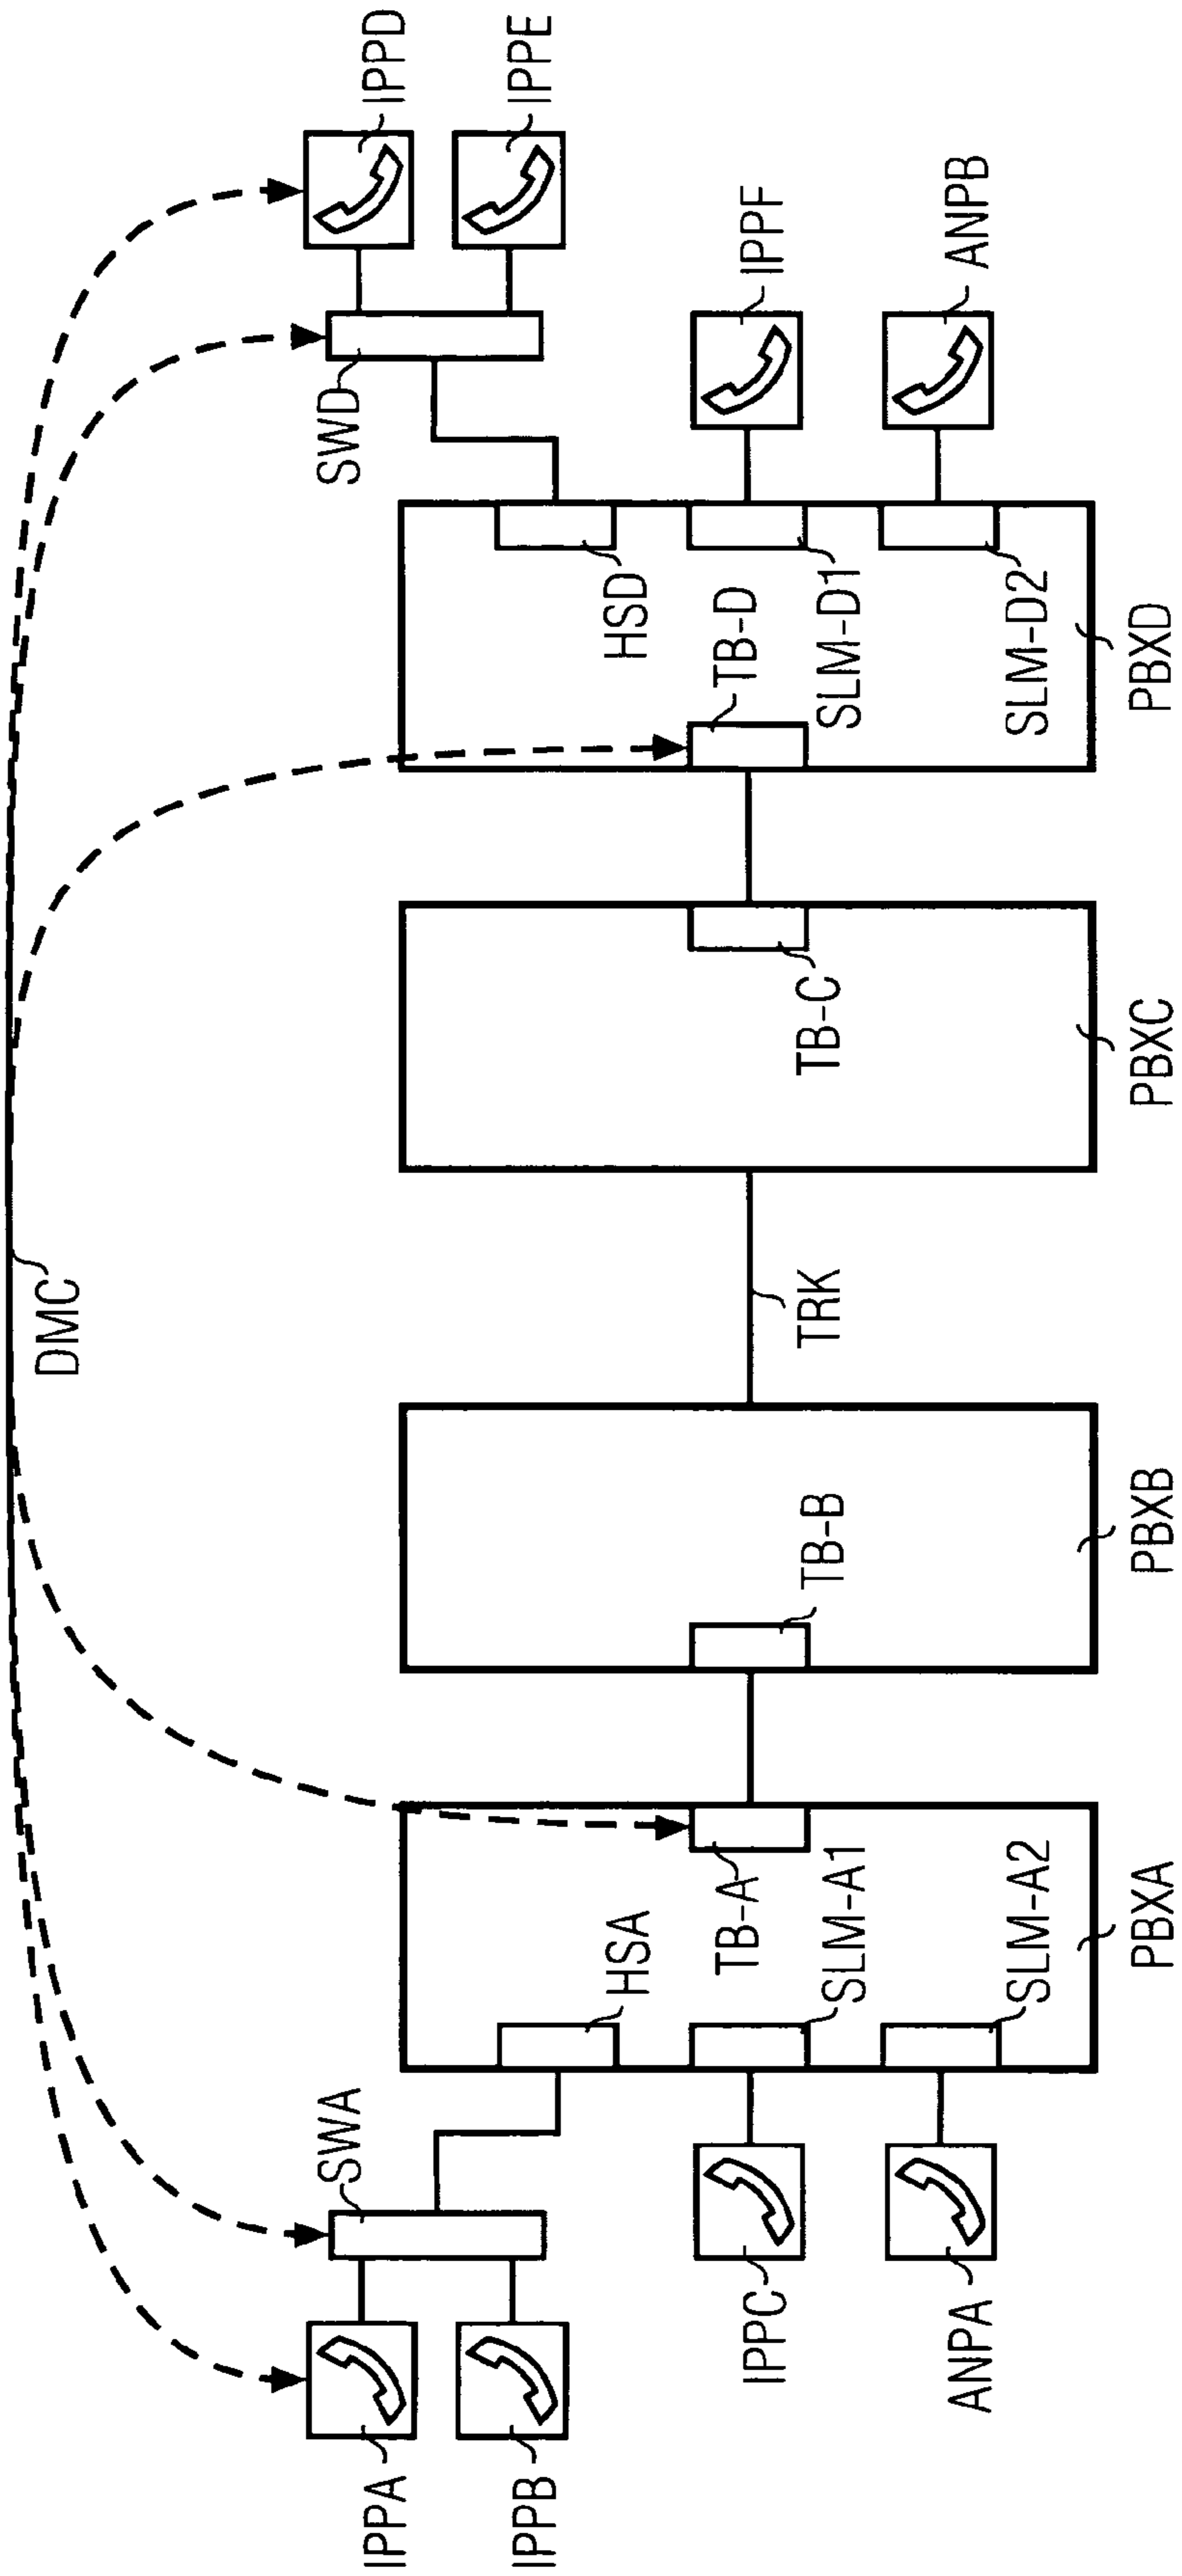 DMC
IPPA
IPPB
SWA
IPPC
ANPA
HSA
TB-A
SLM-A1
SLM-A2
PBXA
TB-B
PBXB
TRK
TB-C
PBXC
TB-D
HSD
SLM-D1
SLM-D2
PBXD
SWD
IPPD
IPPE
IPPF
ANPB